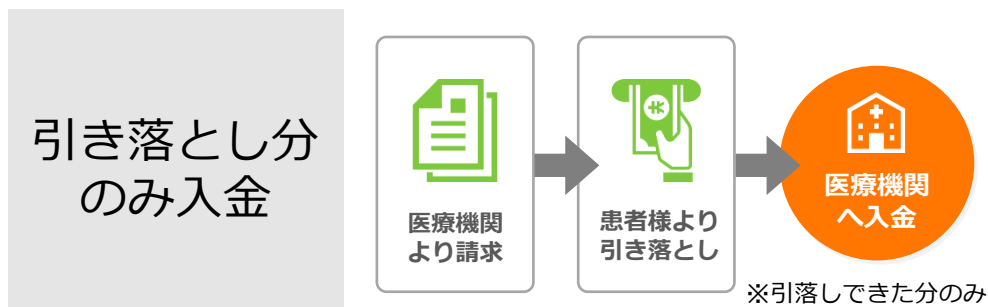 引き落とし分
のみ入金
医療機関
より請求
患者様より
引き落とし
医療機関
へ入金
※引落しできた分のみ